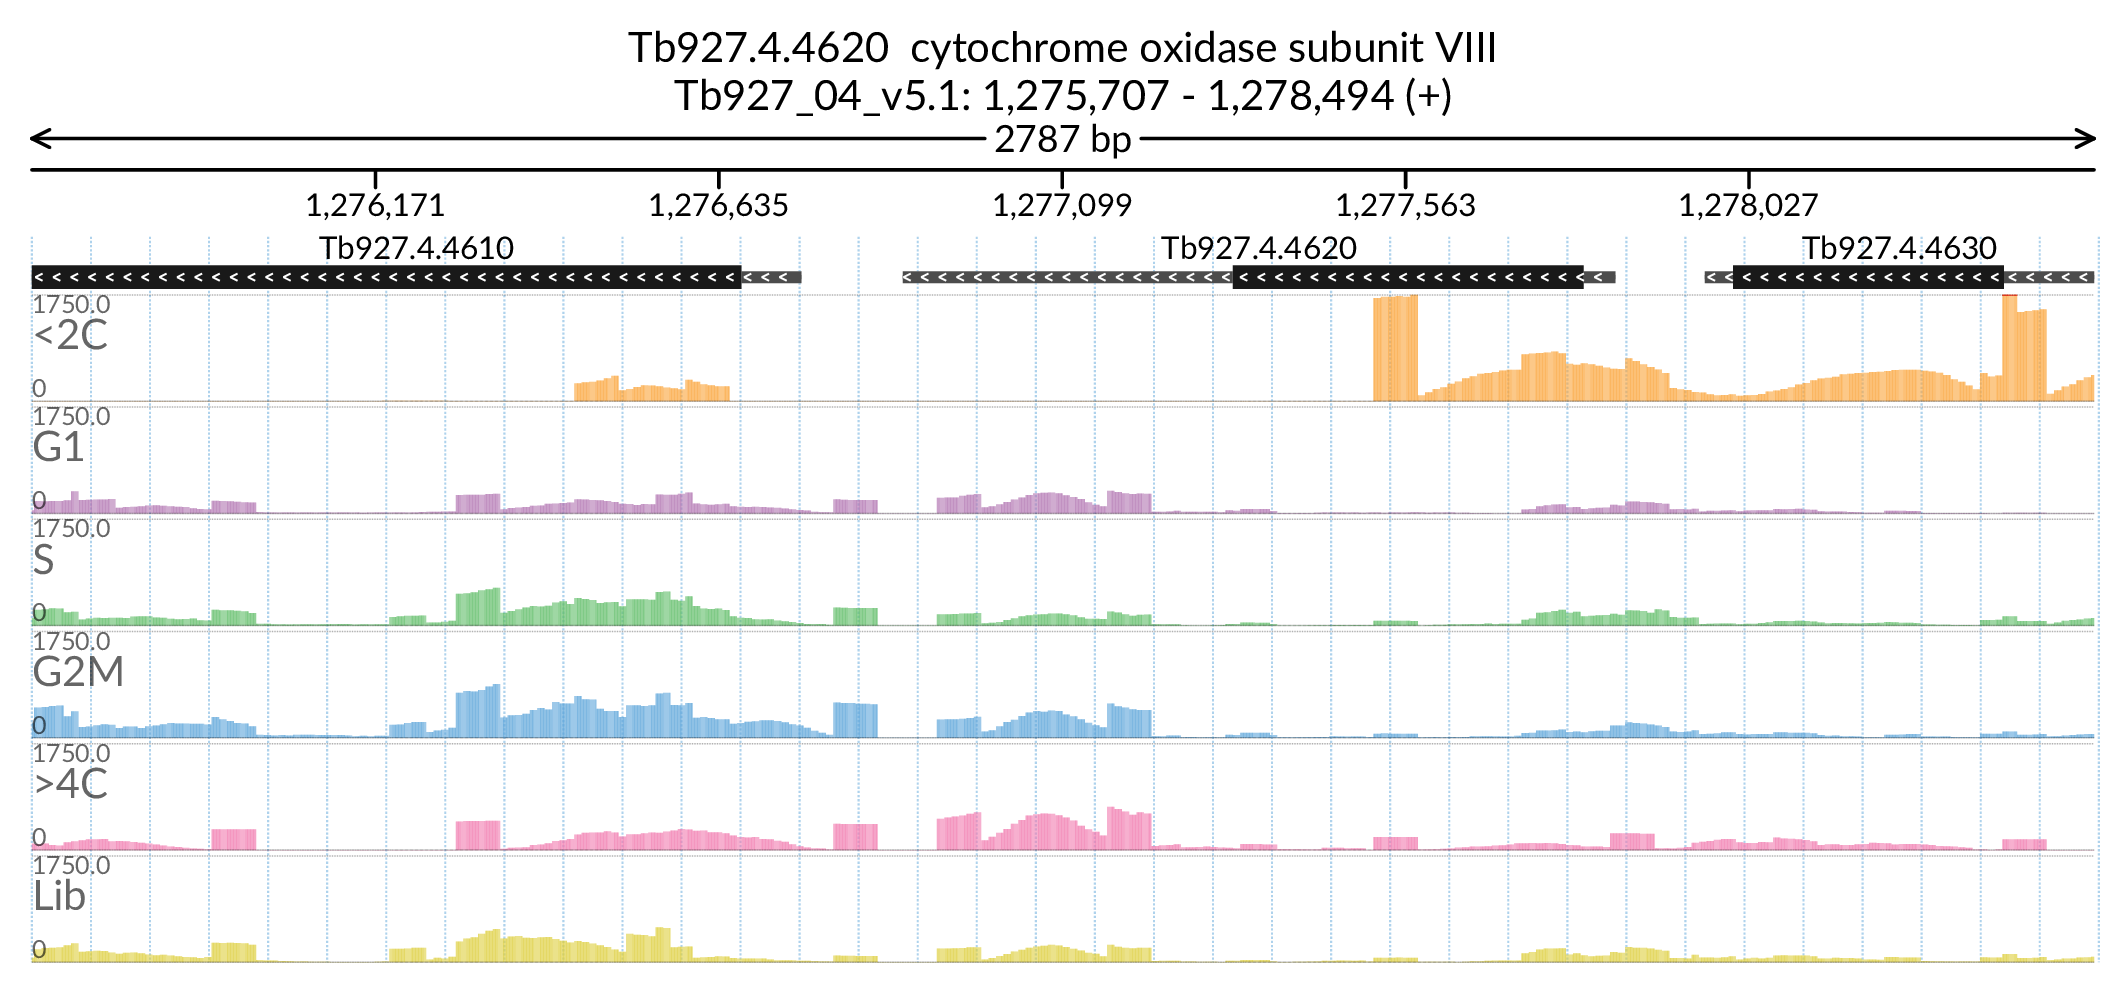 Tb927.4.4620  cytochrome oxidase subunit VIII
Tb927_04_v5.1: 1,275,707 - 1,278,494 (+)
2787 bp
1,276,171 1,276,635 1,277,099 1,277,563 1,278,027
Tb927.4.4610 Tb927.4.4620 Tb927.4.4630
1750.0
<2C
0
1750.0
G1
0
1750.0
S
0
1750.0
G2M
0
1750.0
>4C
0
1750.0
Lib
0